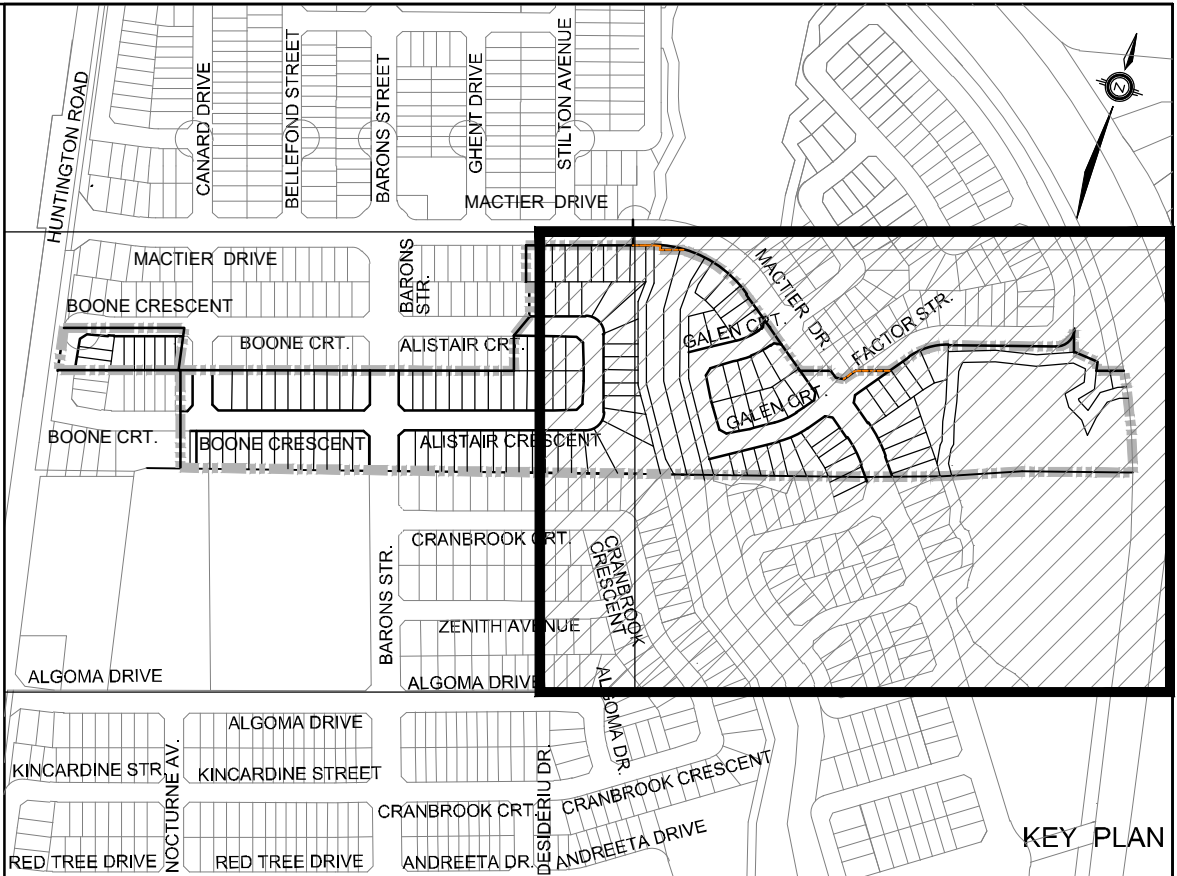 HUNTINGTON ROAD
CANARD DRIVE
BELLEFOND STREET
BARONS STREET
GHENT DRIVE
STILTON AVENUE
N
MACTIER DRIVE
MACTIER DRIVE
BARONS
STR.
MACTIER DR.
BOONE CRESCENT
FACTOR STR.
BOONE CRT.
ALISTAIR CRT.
GALEN CRT.
GALEN CRT.
BOONE CRT.
BOONE CRESCENT
ALISTAIR CRESCENT
CRANBROOK CRT.
CRANBROOK
CRESCENT
BARONS STR.
ZENITH AVENUE
ALGOMA DRIVE
ALGOMA DRIVE
ALGOMA DR.
ALGOMA DRIVE
KINCARDINE STR.
NOCTURNE AV.
KINCARDINE STREET
DESIDERIU DR.
CRANBROOK CRT.
CRANBROOK CRESCENT
RED TREE DRIVE
RED TREE DRIVE
ANDREETA DR.
ANDREETA DRIVE
KEY PLAN